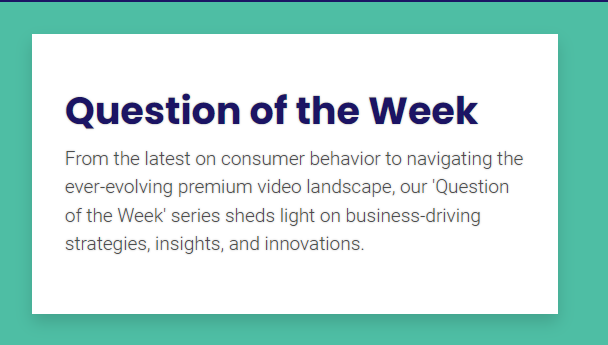 Question of the Week
From the latest on consumer behavior to navigating the
ever-evolving premium video landscape, our 'Question
of the Week' series sheds light on business-driving
strategies, insights, and innovations.